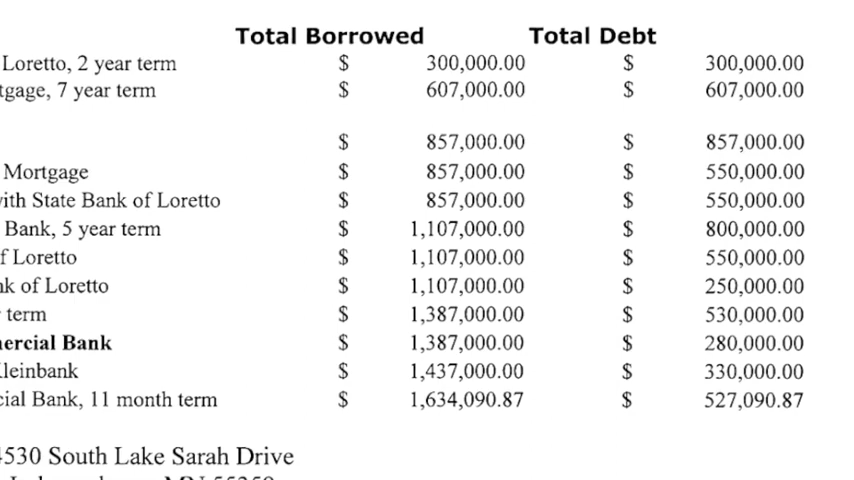 Total Borrowed Total Debt
Loretto, 2 year term $ 300,000.00 $ 300,000.00
tgage, 7 year term $ 607,000.00 $ 607,000.00
$ 857,000.00 $ 857,000.00
Mortgage $ 857,000.00 $ 550,000.00
with State Bank of Loretto $ 857,000.00 $ 550,000.00
Bank, 5 year term $ 1,107,000.00 $ 800,000.00
f Loretto $ 1,107,000.00 $ 550,000.00
nk of Loretto $ 1,107,000.00 $ 250,000.00
term $ 1,387,000.00 $ 530,000.00
ercial Bank $ 1,387,000.00 $ 280,000.00
Kleinbank $ 1,437,000.00 $ 330,000.00
cial Bank, 11 month term $ 1,634,090.87 $ 527,090.87
4530 South Lake Sarah Drive